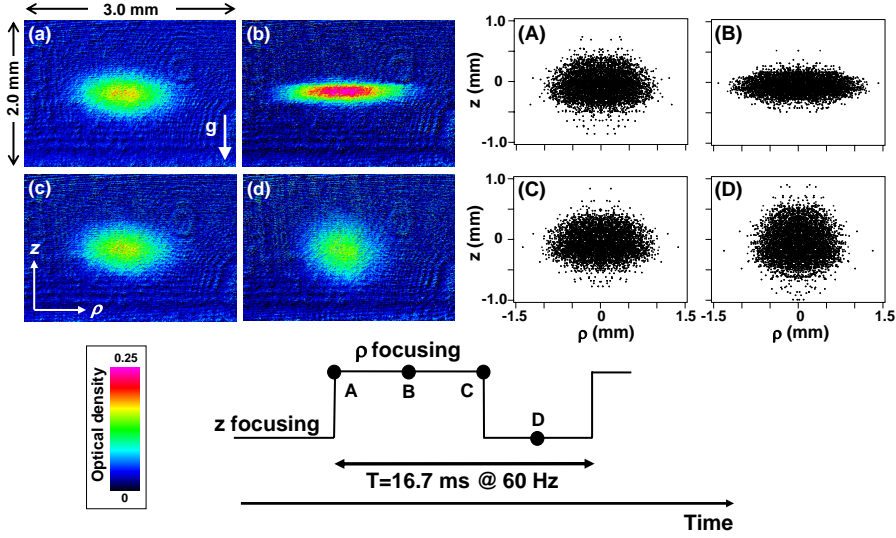 3.0 mm
2.0 mm
(a)
(b)
g
(c)
(d)
z
ρ
(A)
(B)
z (mm)
1.0
0
-1.0
(C)
(D)
z (mm)
1.0
0
-1.0
-1.5 0 1.5
-1.5 0 1.5
ρ (mm)
ρ (mm)
Optical density
0.25
0
ρ focusing
A
B
C
z focusing
D
T=16.7 ms @ 60 Hz
Time